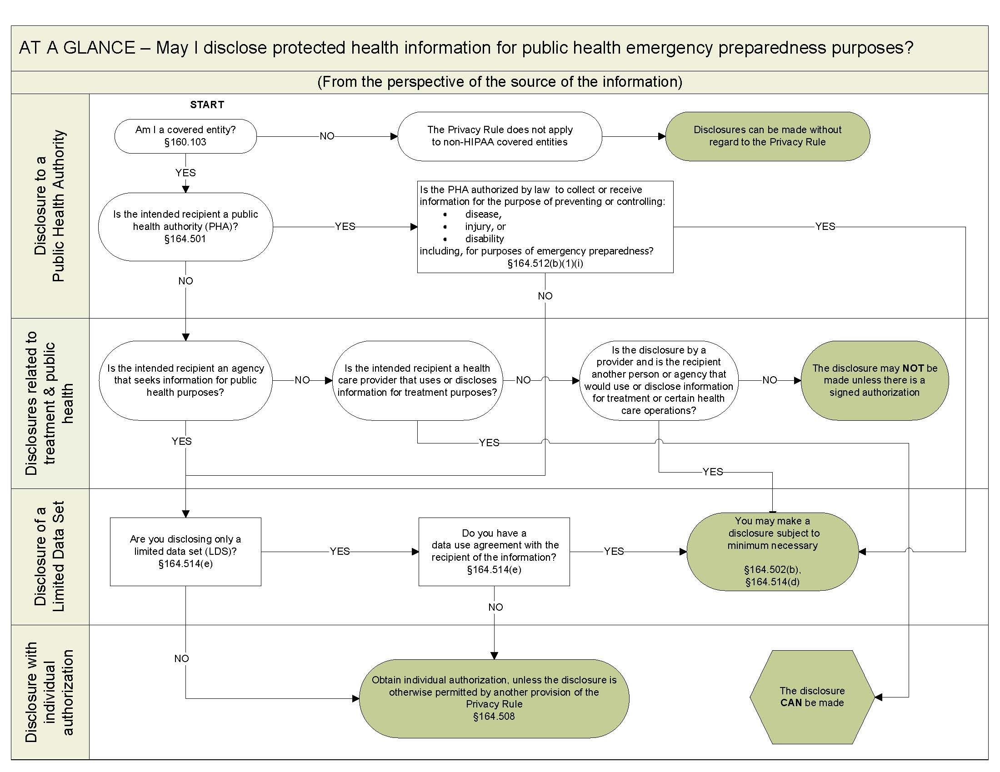 AT A GLANCE – May I disclose protected health information for public health emergency preparedness purposes?
(From the perspective of the source of the information)
Disclosure to a
Public Health Authority
START
Am I a covered entity?
§160.103
NO
The Privacy Rule does not apply
to non-HIPAA covered entities
Disclosures can be made without
regard to the Privacy Rule
YES
Is the intended recipient a public
health authority (PHA)?
§164.501
YES
Is the PHA authorized by law to collect or receive
information for the purpose of preventing or controlling:
• disease,
• injury, or
• disability
including, for purposes of emergency preparedness?
§164.512(b)(1)(i)
YES
NO
NO
Disclosures related to
treatment & public
health
Is the intended recipient an agency
that seeks information for public
health purposes?
NO
Is the intended recipient a health
care provider that uses or discloses
information for treatment purposes?
NO
Is the disclosure by a
provider and is the recipient
another person or agency that
would use or disclose information
for treatment or certain health
care operations?
NO
The disclosure may NOT be
made unless there is a
signed authorization
YES
YES
YES
Disclosure of a
Limited Data Set
Are you disclosing only a
limited data set (LDS)?
§164.514(e)
YES
Do you have a
data use agreement with the
recipient of the information?
§164.514(e)
YES
You may make a
disclosure subject to
minimum necessary
§164.502(b),
§164.514(d)
NO
Disclosure with
individual
authorization
NO
Obtain individual authorization, unless the disclosure is
otherwise permitted by another provision of the
Privacy Rule
§164.508
The disclosure
CAN be made